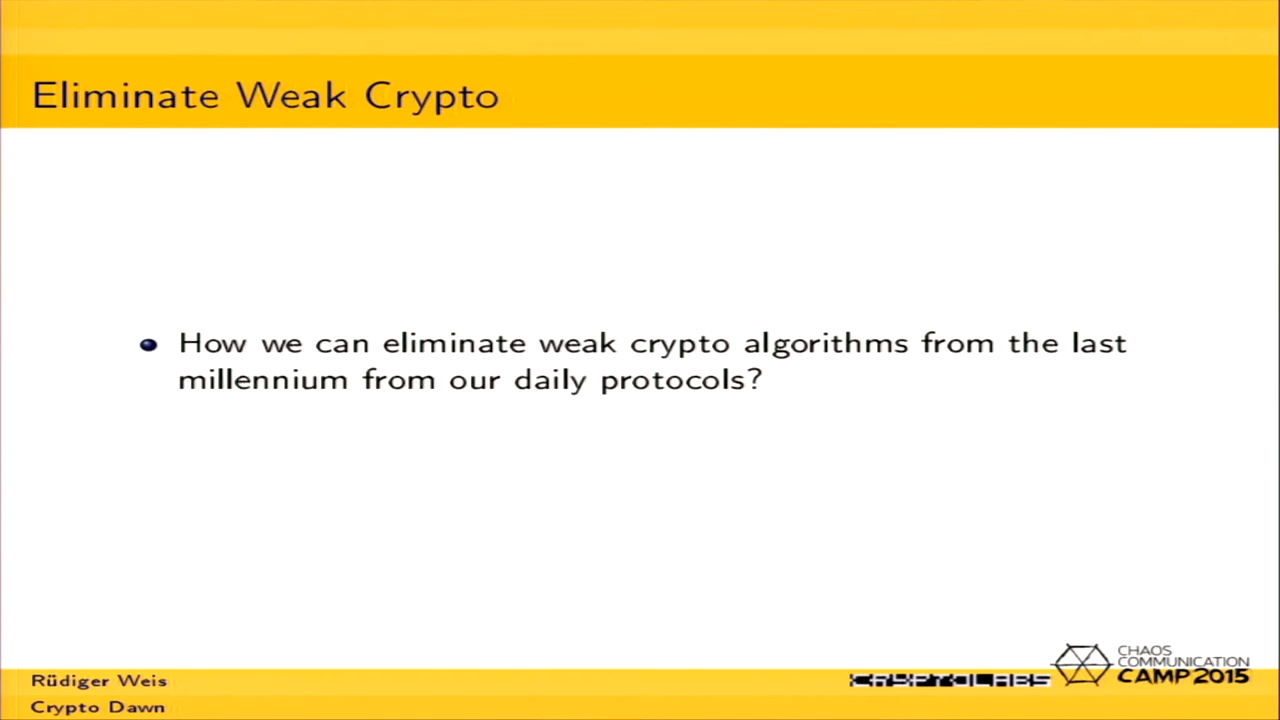 Eliminate Weak Crypto
How we can eliminate weak crypto algorithms from the last
millennium from our daily protocols?
Rüdiger Weis
Crypto Dawn
CRYPTOLABS
CHAOS
COMMUNICATION
CAMP 2015